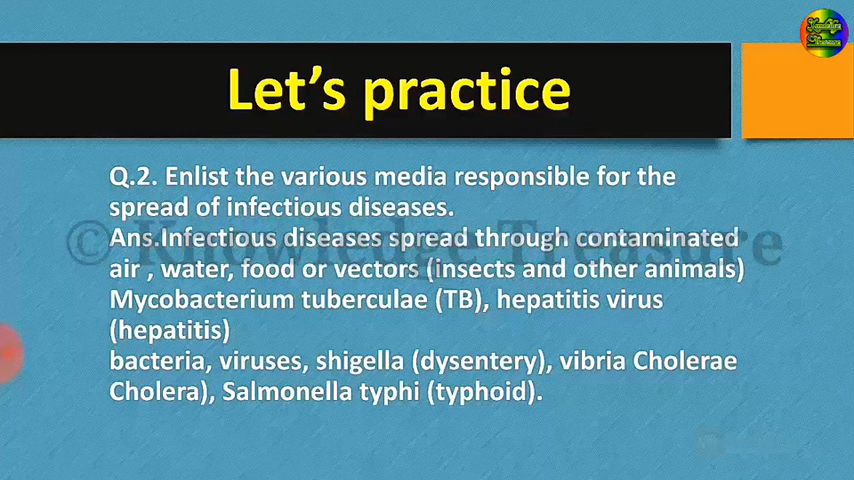 Knowledge
Treasure
Let's practice
Q.2. Enlist the various media responsible for the
spread of infectious diseases.
© Knowledge Treasure
Ans.Infectious diseases spread through contaminated
air , water, food or vectors (insects and other animals)
Mycobacterium tuberculae (TB), hepatitis virus
(hepatitis)
bacteria, viruses, shigella (dysentery), vibria Cholerae
Cholera), Salmonella typhi (typhoid).